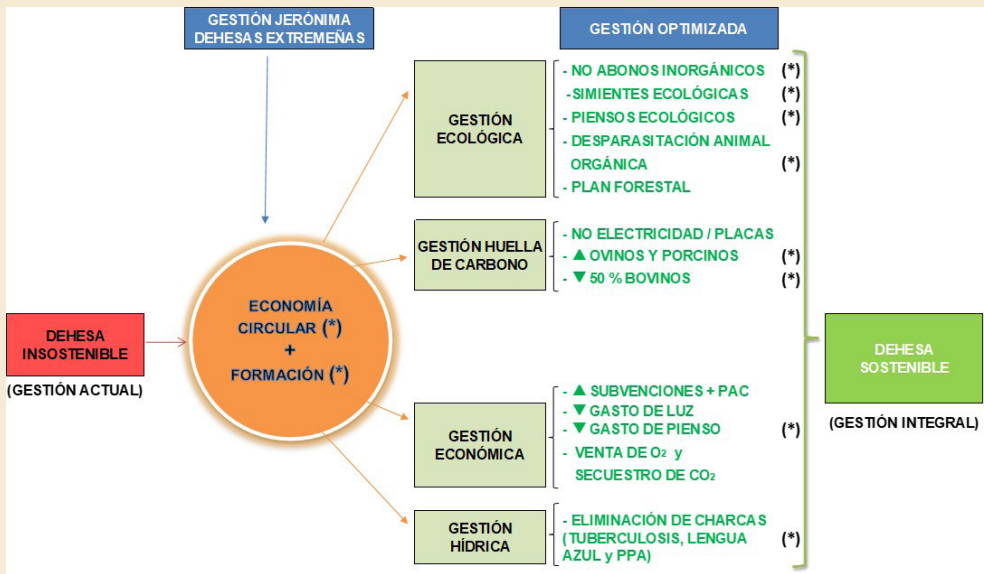 GESTIÓN JERÓNIMA
DEHESAS EXTREMEÑAS
GESTIÓN OPTIMIZADA
GESTIÓN
ECOLÓGICA
- NO ABONOS INORGÁNICOS (*)
-SIMIENTES ECOLÓGICAS (*)
- PIENSOS ECOLÓGICOS (*)
- DESPARASITACIÓN ANIMAL
ORGÁNICA (*)
- PLAN FORESTAL
GESTIÓN HUELLA
DE CARBONO
- NO ELECTRICIDAD / PLACAS
- ▲ OVINOS Y PORCINOS (*)
- ▼ 50 % BOVINOS (*)
ECONOMÍA
CIRCULAR (*)
+
FORMACIÓN (*)
DEHESA
INSOSTENIBLE
(GESTIÓN ACTUAL)
GESTIÓN
ECONÓMICA
- ▲ SUBVENCIONES + PAC
- ▼ GASTO DE LUZ
- ▼ GASTO DE PIENSO (*)
- VENTA DE O₂ y
SECUESTRO DE CO₂
GESTIÓN
HÍDRICA
- ELIMINACIÓN DE CHARCAS
(TUBERCULOSIS, LENGUA (*)
AZUL y PPA)
DEHESA
SOSTENIBLE
(GESTIÓN INTEGRAL)